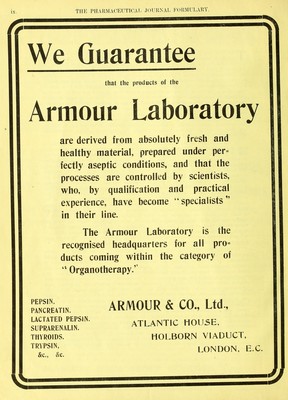 16 THE PHARMACEUTICAL JOURNAL FORMULARY.
We Guarantee
that the products of the
Armour Laboratory
are derived from absolutely fresh and
healthy material, prepared under per-
fectly aseptic conditions, and that the
processes are controlled by scientists,
who, by qualification and practical
experience, have become "specialists"
in their line.
The Armour Laboratory is the
recognised headquarters for all pro-
ducts coming within the category of
"Organotherapy."
PEPSIN.
PANCREATIN.
LACTATED PEPSIN.
SUPRARENALIN.
THYROIDS.
TRYPSIN,
&c., &c.
ARMOUR & CO., Ltd.,
ATLANTIC HOUSE,
HOLBORN VIADUCT,
LONDON, E.C.